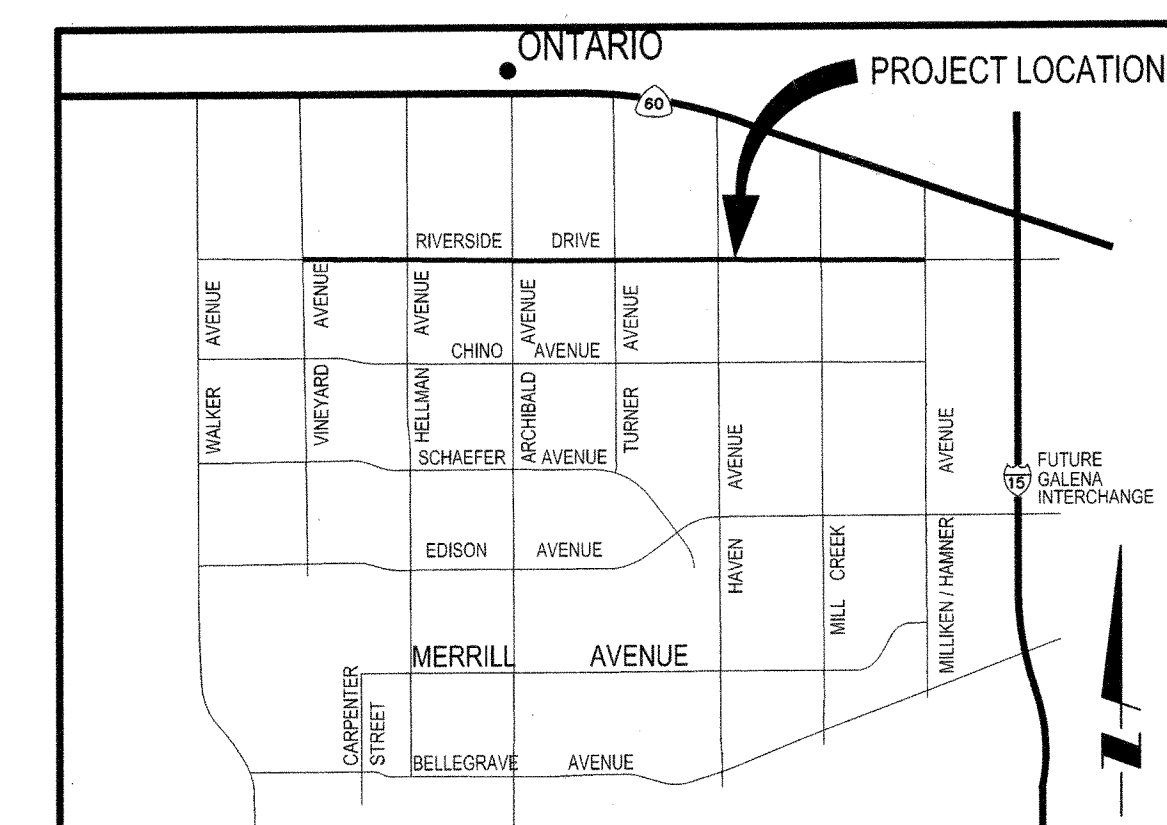 ONTARIO
PROJECT LOCATION
60
RIVERSIDE DRIVE
WALKER AVENUE
VINEYARD AVENUE
HELLMAN AVENUE
ARCHIBALD AVENUE
TURNER AVENUE
CHINO AVENUE
SCHAEFER AVENUE
HAVEN AVENUE
MILL CREEK
MILLIKEN / HAMNER AVENUE
15
FUTURE
GALENA
INTERCHANGE
EDISON AVENUE
MERRILL AVENUE
CARPENTER
STREET
BELLEGRAVE AVENUE